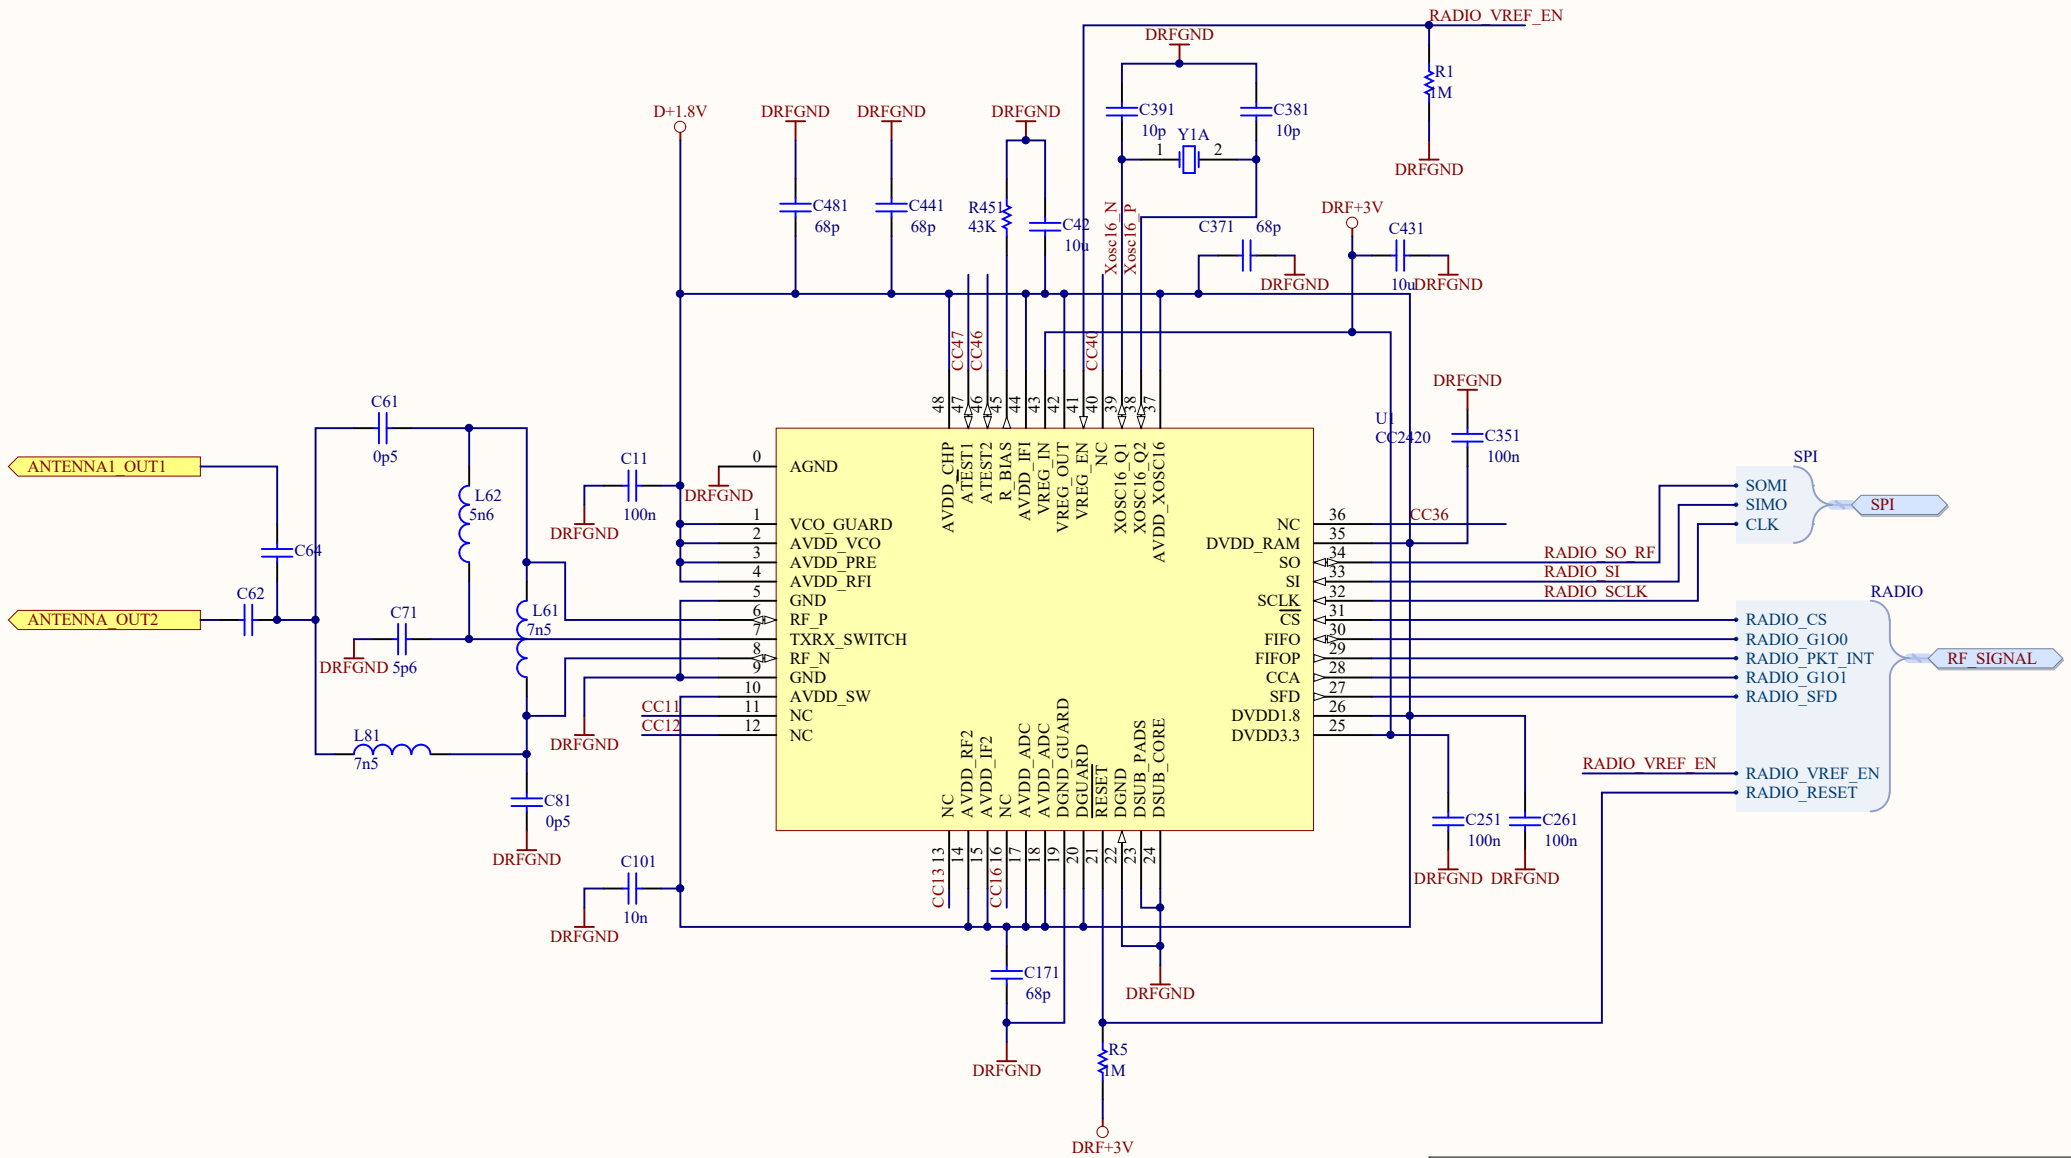 RADIO_VREF_EN
DRFGND
R1
1M
DRFGND
C391
10p
C381
10p
Y1A
1
2
D+1.8V
DRFGND
DRFGND
DRFGND
C481
68p
C441
68p
R451
43K
C42
10u
Xosc16_N
Xosc16_P
C371
68p
DRFGND
DRF+3V
C431
10u
DRFGND
CC47
CC46
CC40
48
47
46
45
44
43
42
41
40
39
38
37
U1
CC2420
DRFGND
C351
100n
AVDD_CHP
ATEST1
ATEST2
R_BIAS
AVDD_IFI
VREG_IN
VREG_OUT
VREG_EN
NC
XOSC16_Q1
XOSC16_Q2
AVDD_XOSC16
ANTENNA1_OUT1
ANTENNA_OUT2
C61
0p5
L62
5n6
C64
C62
C71
5p6
DRFGND
L61
7n5
L81
7n5
C81
0p5
DRFGND
C11
100n
DRFGND
DRFGND
DRFGND
0 AGND
1 VCO_GUARD
2 AVDD_VCO
3 AVDD_PRE
4 AVDD_RFI
5 GND
6 RF_P
7 TXRX_SWITCH
8 RF_N
9 GND
10 AVDD_SW
CC11 11 NC
CC12 12 NC
NC 36 CC36
DVDD_RAM 35
SO 34 RADIO_SO_RF
SI 33 RADIO_SI
SCLK 32 RADIO_SCLK
CS 31
FIFO 30
FIFOP 29
CCA 28
SFD 27
DVDD1.8 26
DVDD3.3 25
SPI
SOMI
SIMO
CLK
SPI
RADIO
RADIO_CS
RADIO_G1O0
RADIO_PKT_INT
RADIO_G1O1
RADIO_SFD
RF_SIGNAL
RADIO_VREF_EN
RADIO_VREF_EN
RADIO_RESET
NC
AVDD_RF2
AVDD_IF2
NC
AVDD_ADC
AVDD_ADC
DGND_GUARD
DGUARD
RESET
DGND
DSUB_PADS
DSUB_CORE
CC13 13
14
15
CC16 16
17
18
19
20
21
22
23
24
C251
100n
C261
100n
DRFGND
DRFGND
C101
10n
DRFGND
C171
68p
DRFGND
DRFGND
R5
1M
DRF+3V